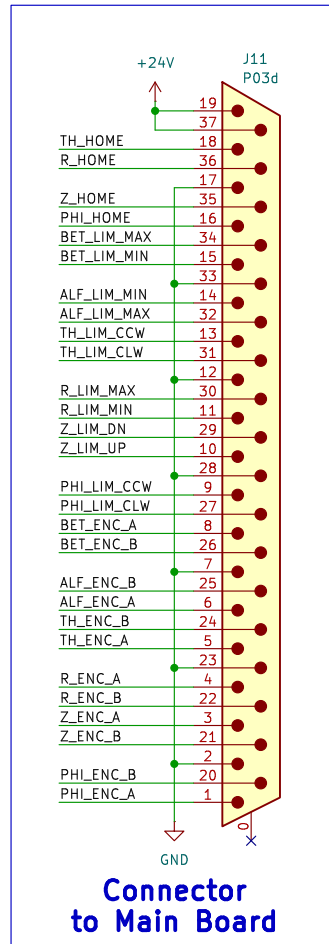 J11
P03d
+24V
19
37
TH_HOME 18
R_HOME 36
17
Z_HOME 35
PHI_HOME 16
BET_LIM_MAX 34
BET_LIM_MIN 15
33
ALF_LIM_MIN 14
ALF_LIM_MAX 32
TH_LIM_CCW 13
TH_LIM_CLW 31
12
R_LIM_MAX 30
R_LIM_MIN 11
Z_LIM_DN 29
Z_LIM_UP 10
28
PHI_LIM_CCW 9
PHI_LIM_CLW 27
BET_ENC_A 8
BET_ENC_B 26
7
ALF_ENC_B 25
ALF_ENC_A 6
TH_ENC_B 24
TH_ENC_A 5
23
R_ENC_A 4
R_ENC_B 22
Z_ENC_A 3
Z_ENC_B 21
2
PHI_ENC_B 20
PHI_ENC_A 1
0
GND
Connector
to Main Board